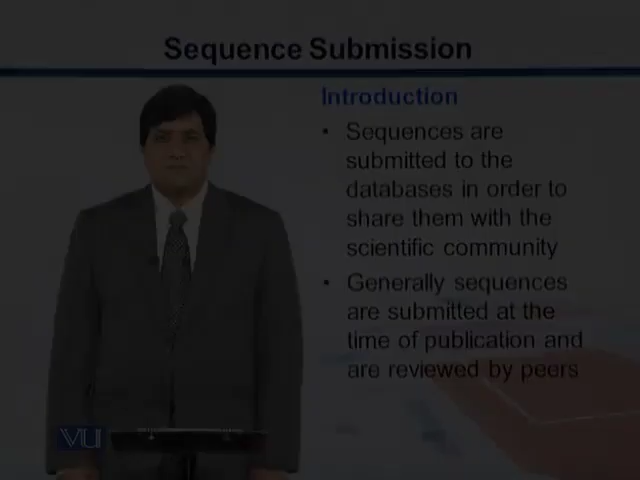 Sequence Submission
Introduction
• Sequences are
submitted to the
databases in order to
share them with the
scientific community
• Generally sequences
are submitted at the
time of publication and
are reviewed by peers
VU